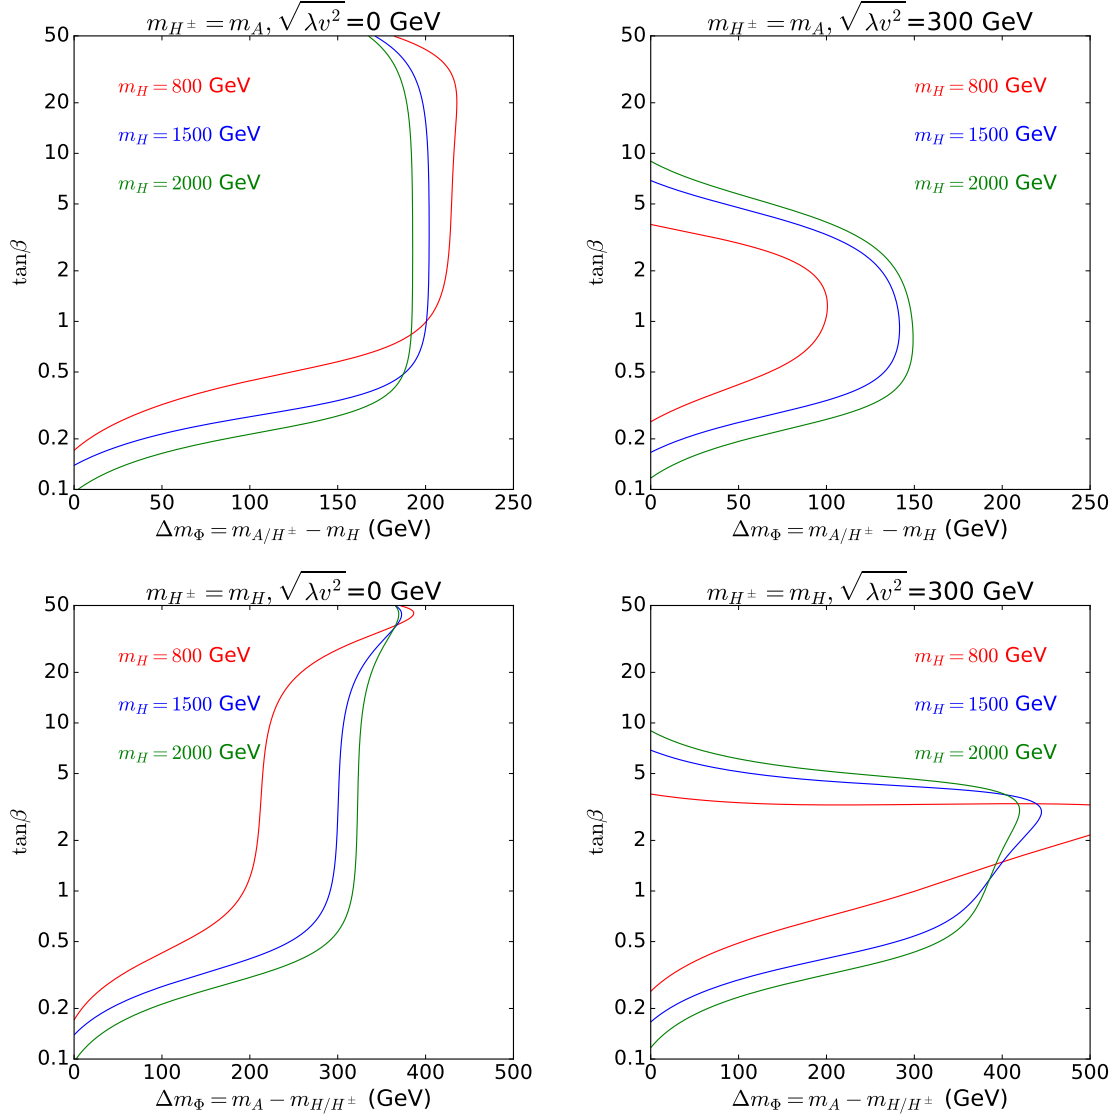 m_{H^±} = m_A, √(λv²)=0 GeV
50
20
10
5
2
1
0.5
0.2
0.1
tanβ
m_H = 800 GeV
m_H = 1500 GeV
m_H = 2000 GeV
0 50 100 150 200 250
Δm_Φ = m_{A/H^±} − m_H (GeV)
m_{H^±} = m_A, √(λv²)=300 GeV
50
20
10
5
2
1
0.5
0.2
0.1
tanβ
m_H = 800 GeV
m_H = 1500 GeV
m_H = 2000 GeV
0 50 100 150 200 250
Δm_Φ = m_{A/H^±} − m_H (GeV)
m_{H^±} = m_H, √(λv²)=0 GeV
50
20
10
5
2
1
0.5
0.2
0.1
tanβ
m_H = 800 GeV
m_H = 1500 GeV
m_H = 2000 GeV
0 100 200 300 400 500
Δm_Φ = m_A − m_{H/H^±} (GeV)
m_{H^±} = m_H, √(λv²)=300 GeV
50
20
10
5
2
1
0.5
0.2
0.1
tanβ
m_H = 800 GeV
m_H = 1500 GeV
m_H = 2000 GeV
0 100 200 300 400 500
Δm_Φ = m_A − m_{H/H^±} (GeV)